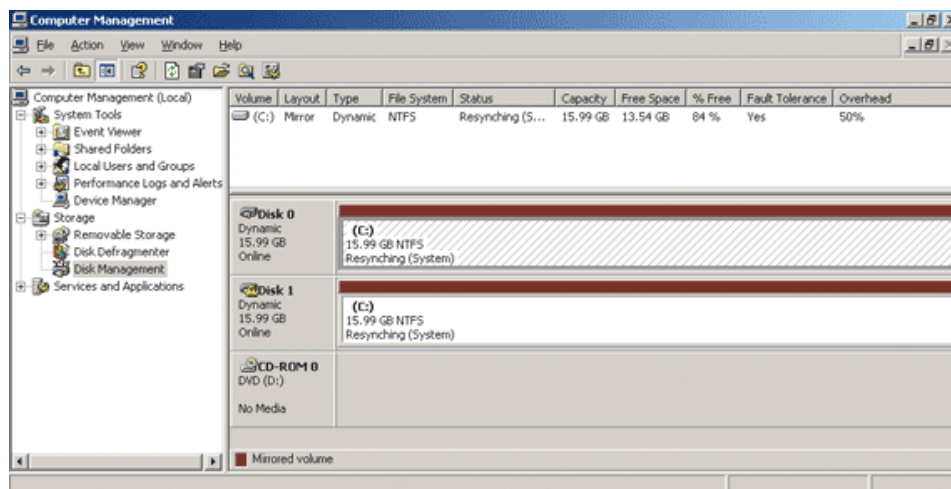 Computer Management
File Action View Window Help
Computer Management (Local)
System Tools
Event Viewer
Shared Folders
Local Users and Groups
Performance Logs and Alerts
Device Manager
Storage
Removable Storage
Disk Defragmenter
Disk Management
Services and Applications
Volume Layout Type File System Status Capacity Free Space % Free Fault Tolerance Overhead
(C:) Mirror Dynamic NTFS Resynching (S... 15.99 GB 13.54 GB 84 % Yes 50%
Disk 0
Dynamic
15.99 GB
Online
(C:)
15.99 GB NTFS
Resynching (System)
Disk 1
Dynamic
15.99 GB
Online
(C:)
15.99 GB NTFS
Resynching (System)
CD-ROM 0
DVD (D:)
No Media
Mirrored volume